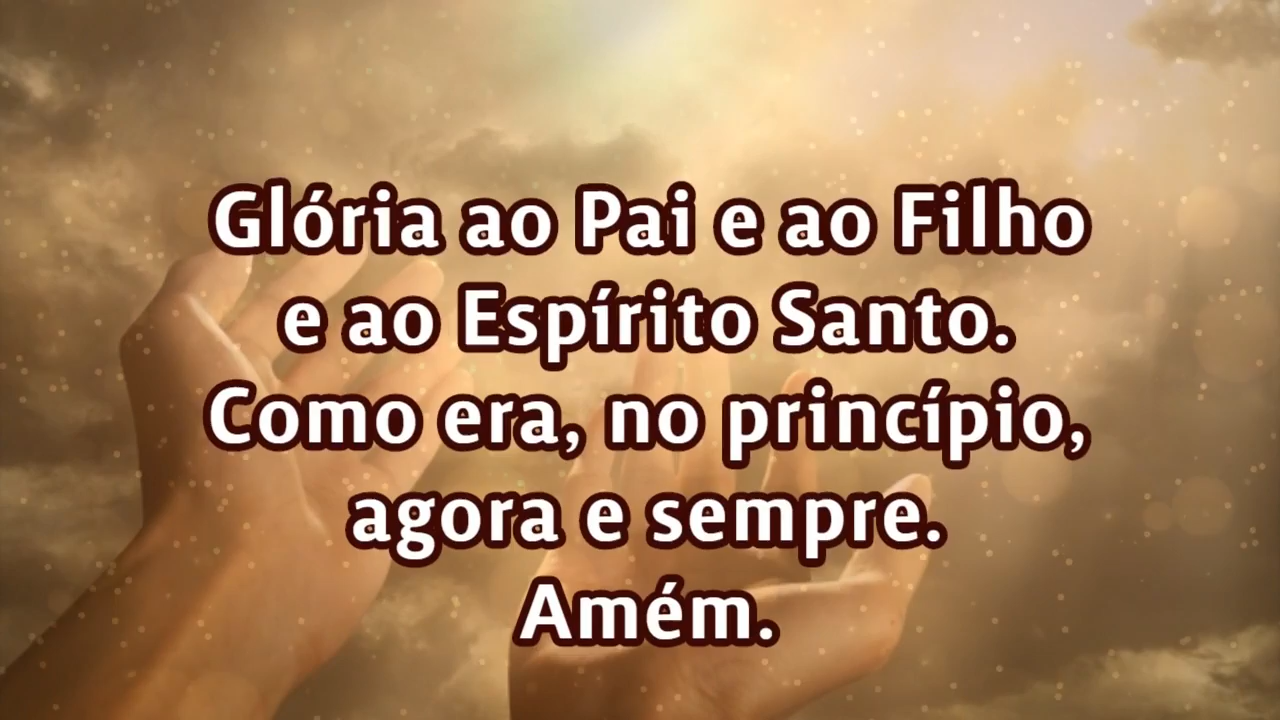 Glória ao Pai e ao Filho
e ao Espírito Santo.
Como era, no princípio,
agora e sempre.
Amém.